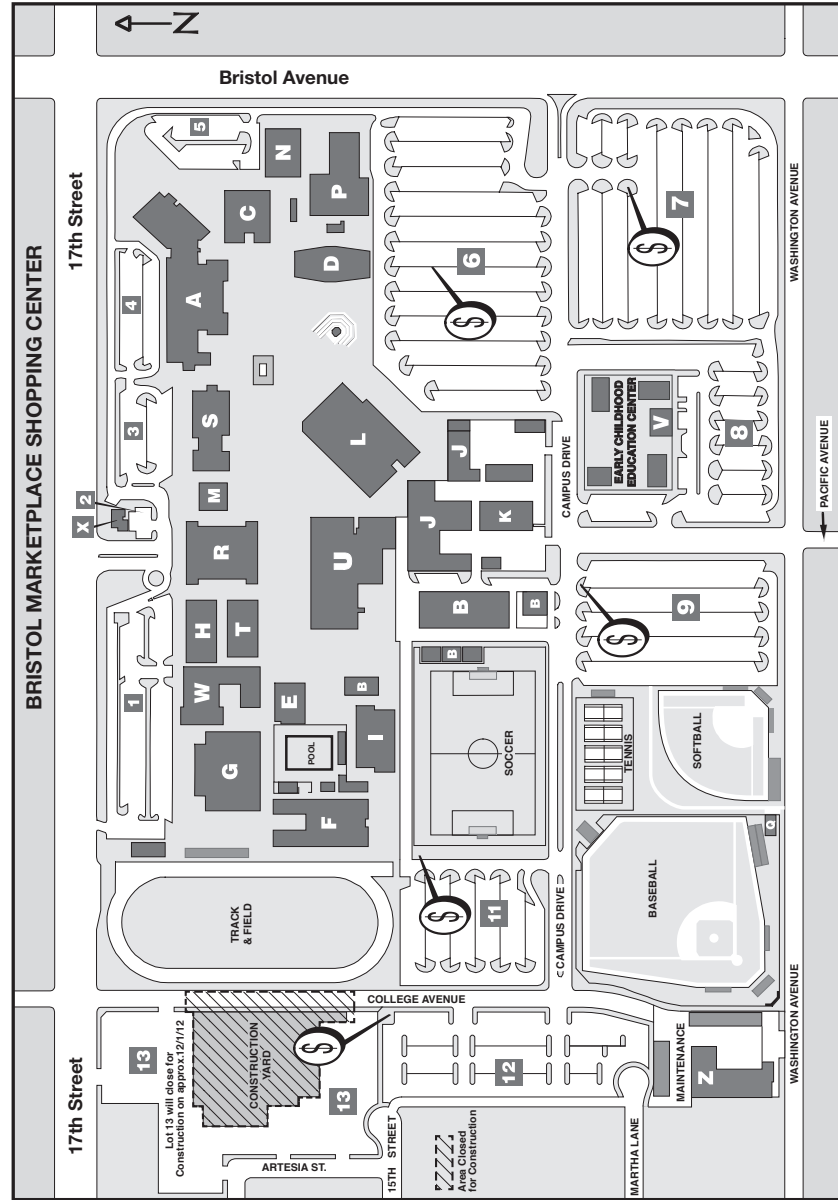 N
Bristol Avenue
BRISTOL MARKETPLACE SHOPPING CENTER
17th Street
5
N
P
C
D
A
4
6
$
7
$
WASHINGTON AVENUE
3
S
L
M
2
X
R
U
J
J
K
CAMPUS DRIVE
EARLY CHILDHOOD
EDUCATION CENTER
V
8
PACIFIC AVENUE
1
H
T
W
E
B
B
B
B
I
G
POOL
F
SOCCER
$
9
TENNIS
SOFTBALL
TRACK
& FIELD
$
11
< CAMPUS DRIVE >
BASEBALL
Q
COLLEGE AVENUE
17th Street
13
Lot 13 will close for
Construction on approx.12/1/12
CONSTRUCTION
YARD
$
13
12
MAINTENANCE
Z
WASHINGTON AVENUE
ARTESIA ST.
15TH STREET
Area Closed
for Construction
MARTHA LANE